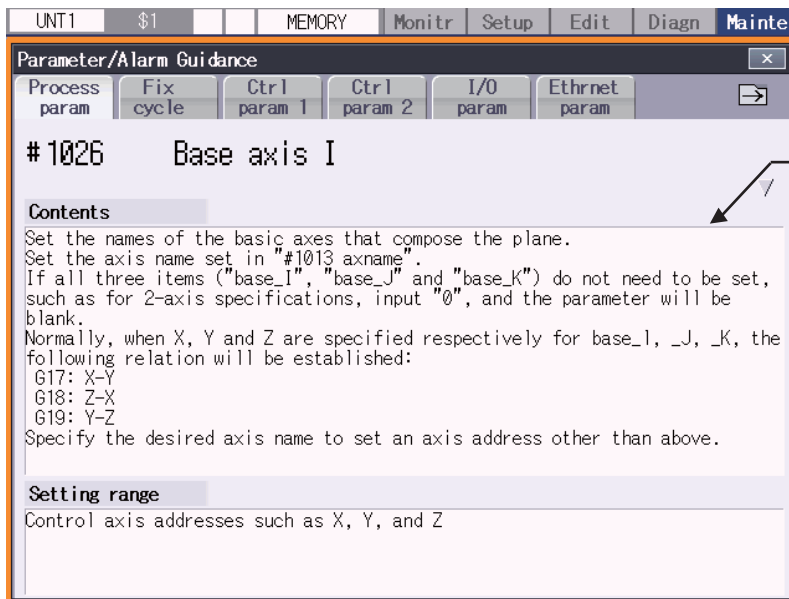 UNT1 $1 MEMORY Monitr Setup Edit Diagn Mainte
Parameter/Alarm Guidance
Process param Fix cycle Ctrl param 1 Ctrl param 2 I/O param Ethrnet param
#1026 Base axis I
Contents
Set the names of the basic axes that compose the plane.
Set the axis name set in "#1013 axname".
If all three items ("base_I", "base_J" and "base_K") do not need to be set,
such as for 2-axis specifications, input "0", and the parameter will be
blank.
Normally, when X, Y and Z are specified respectively for base_l, _J, _K, the
following relation will be established:
G17: X-Y
G18: Z-X
G19: Y-Z
Specify the desired axis name to set an axis address other than above.
Setting range
Control axis addresses such as X, Y, and Z